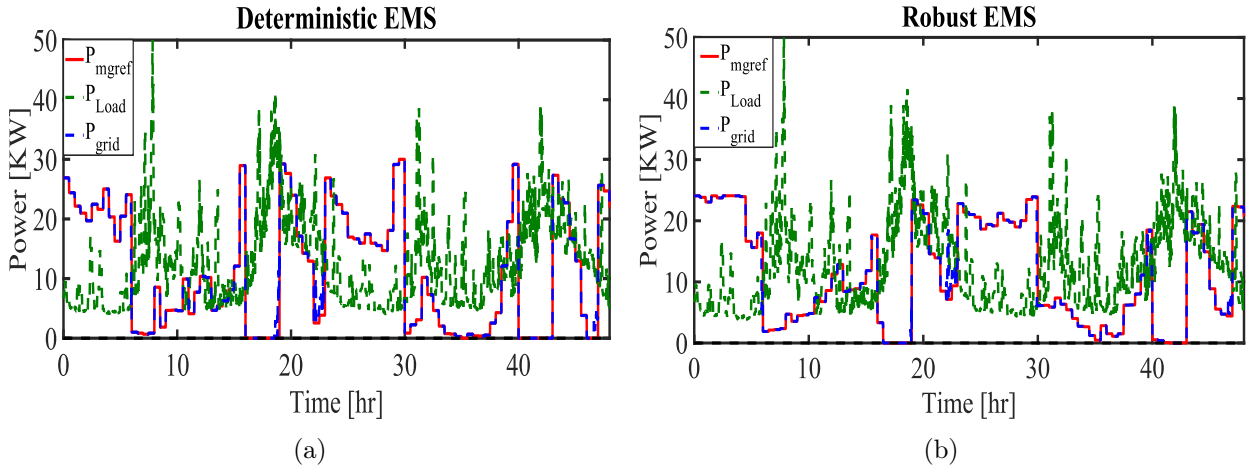 Deterministic EMS
Power [KW]
50
40
30
20
10
0
P_mgref
P_Load
P_grid
0 10 20 30 40
Time [hr]
(a)
Robust EMS
Power [KW]
50
40
30
20
10
0
P_mgref
P_Load
P_grid
0 10 20 30 40
Time [hr]
(b)